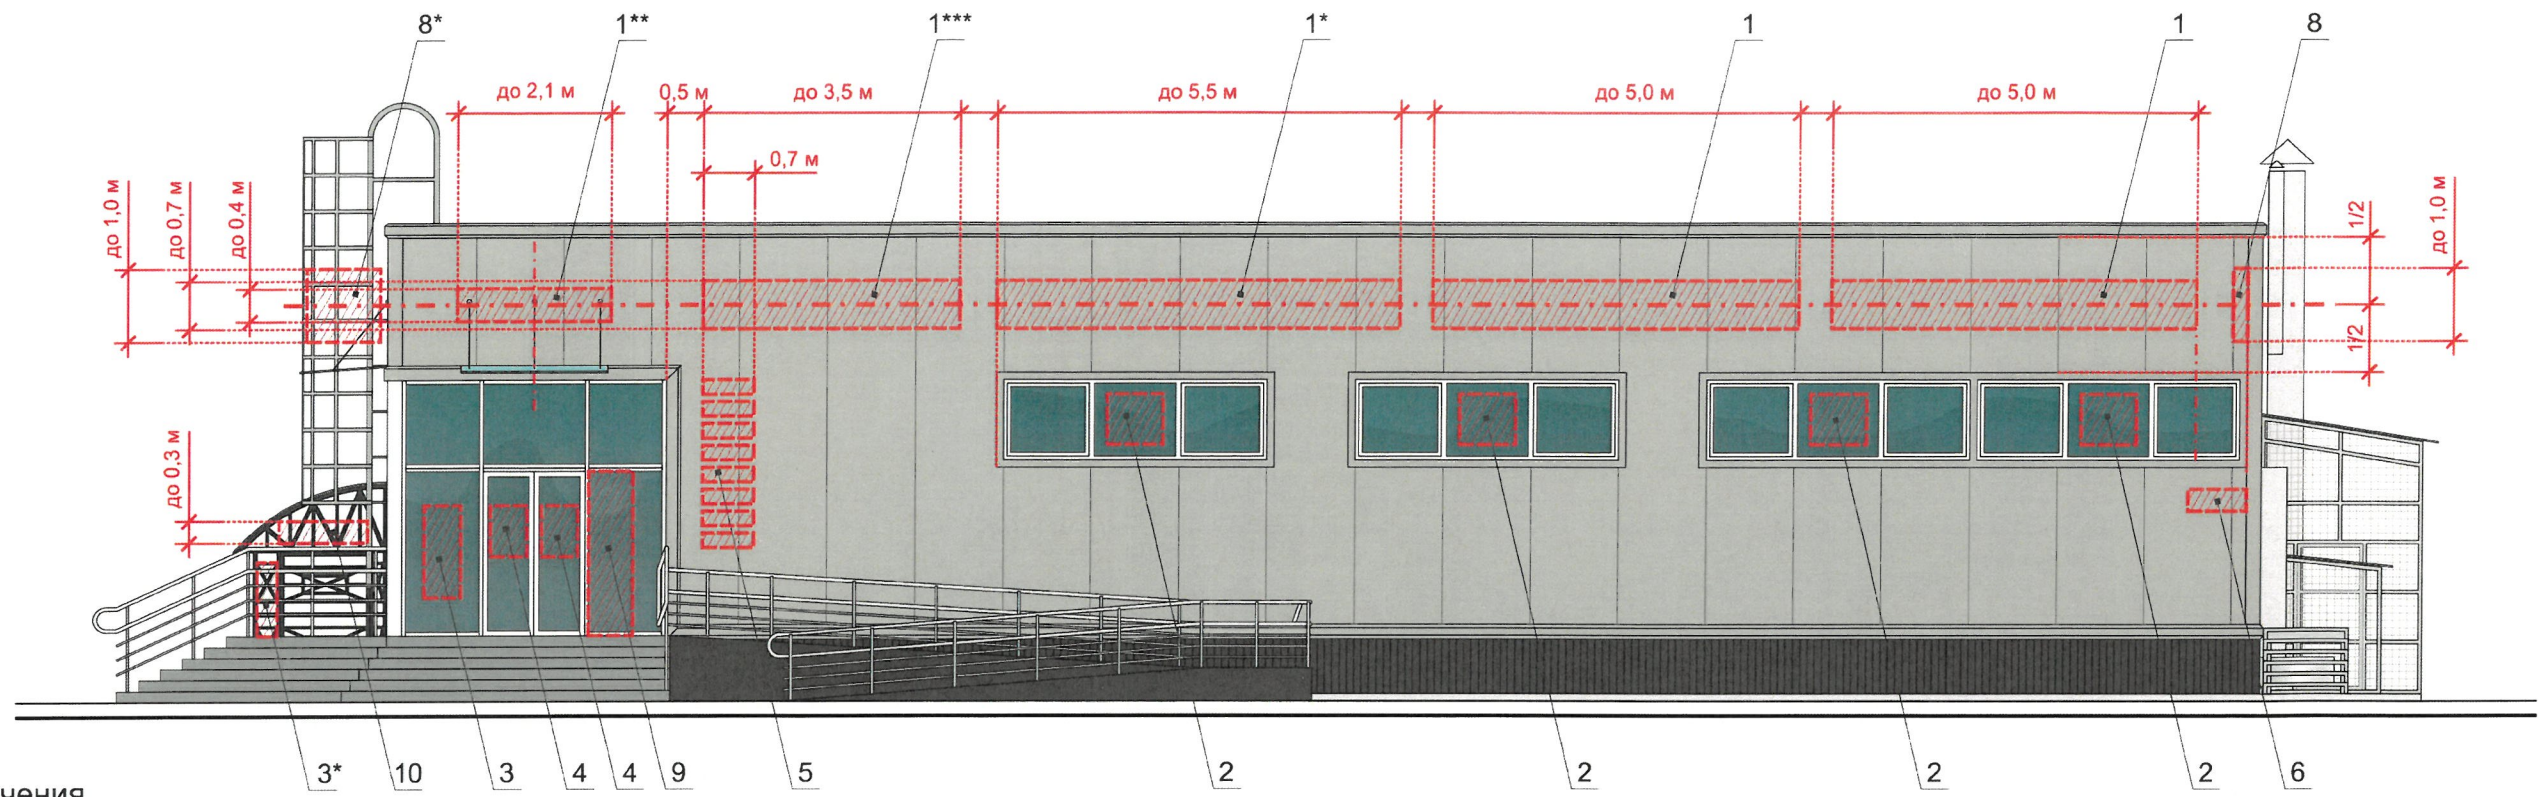 8* 1** 1*** 1* 1 1 8
до 2,1 м 0,5 м до 3,5 м до 5,5 м до 5,0 м до 5,0 м
0,7 м
до 1,0 м до 0,7 м до 0,4 м 1/2 до 1,0 м
1/2
до 0,3 м
3* 10 3 4 4 9 5 2 2 2 2 6
чения